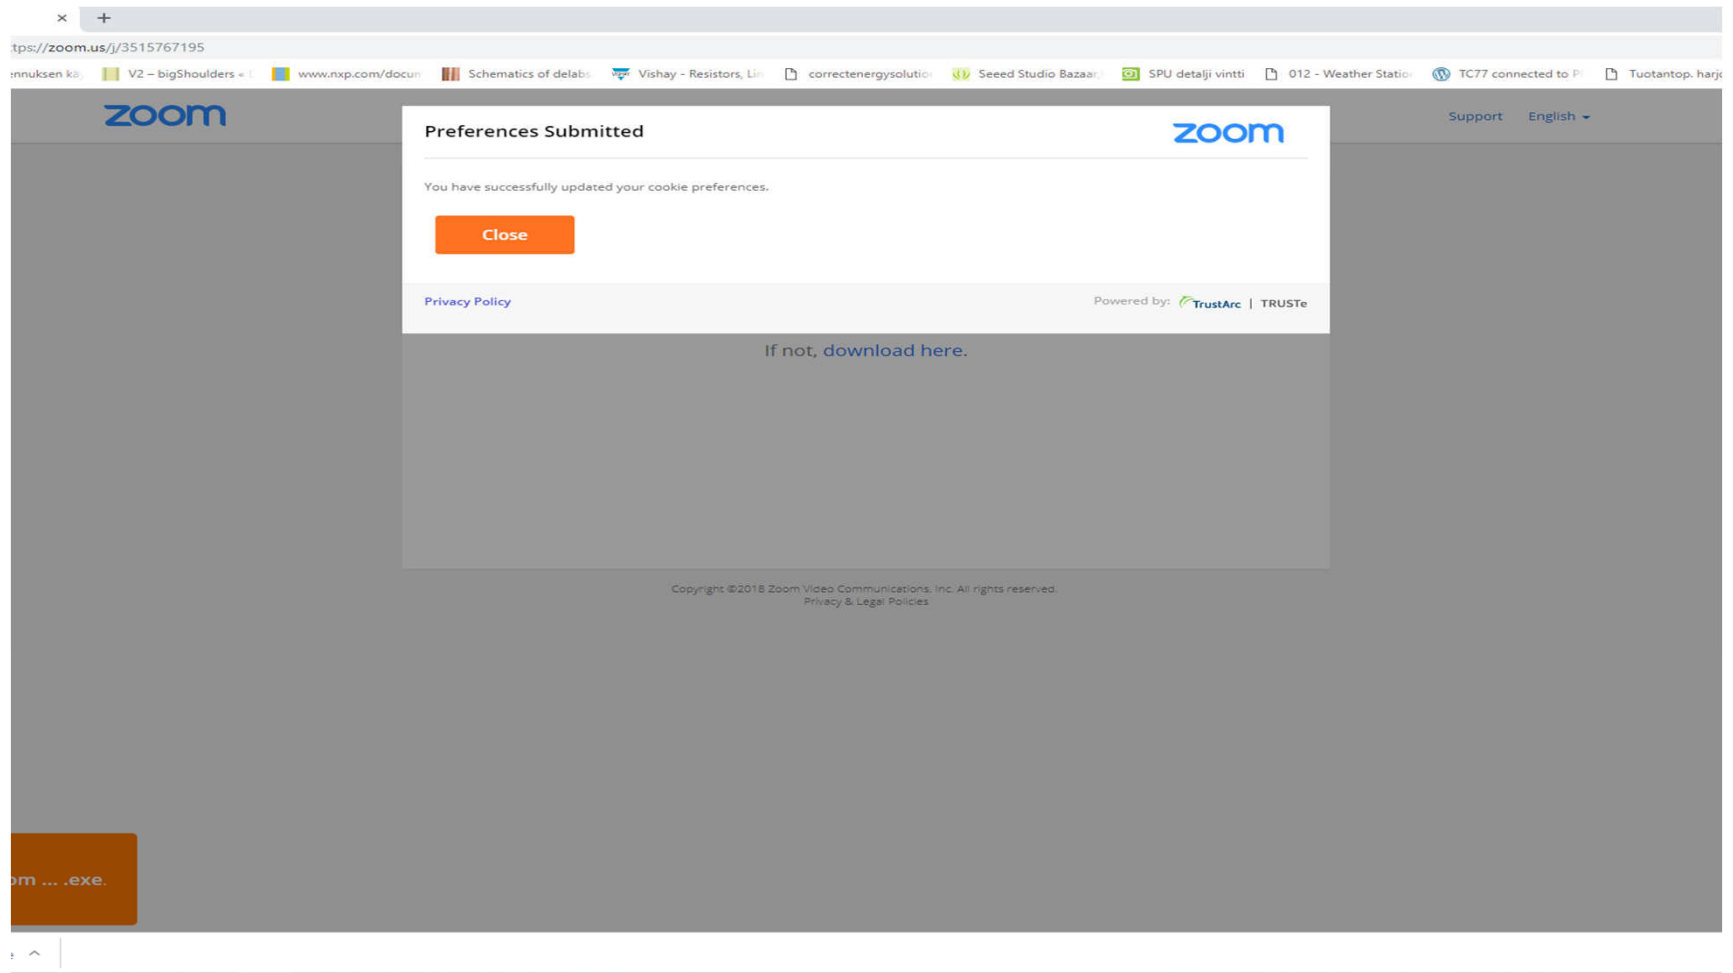 × +
tps://zoom.us/j/3515767195
ennuksen kä V2 – bigShoulders « www.nxp.com/docun Schematics of delabs Vishay - Resistors, Lin correctenergysolutio Seeed Studio Bazaar, SPU detalji vintti 012 - Weather Statio TC77 connected to P Tuotantop. harjo
zoom
Support English
Preferences Submitted zoom
You have successfully updated your cookie preferences.
Close
Privacy Policy Powered by: TrustArc | TRUSTe
If not, download here.
Copyright ©2018 Zoom Video Communications, Inc. All rights reserved.
Privacy & Legal Policies
om ... .exe.